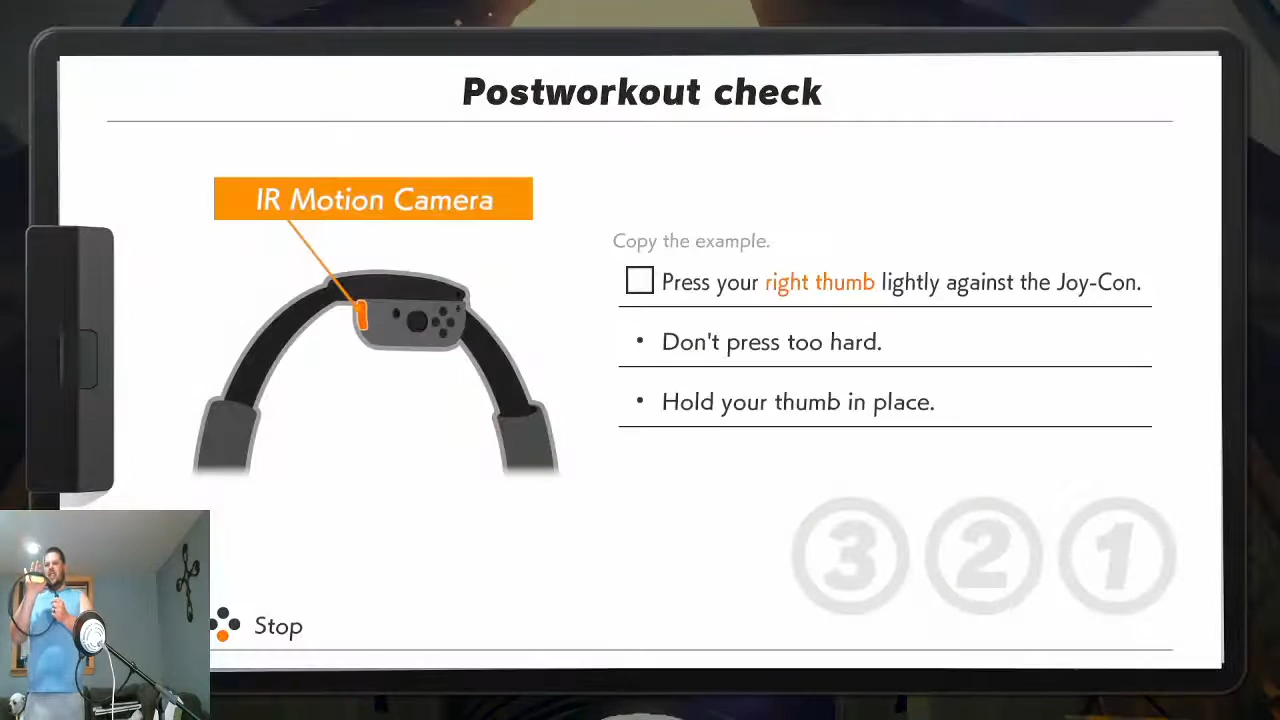 Postworkout check
IR Motion Camera
Copy the example.
Press your right thumb lightly against the Joy-Con.
• Don't press too hard.
• Hold your thumb in place.
3 2 1
Stop